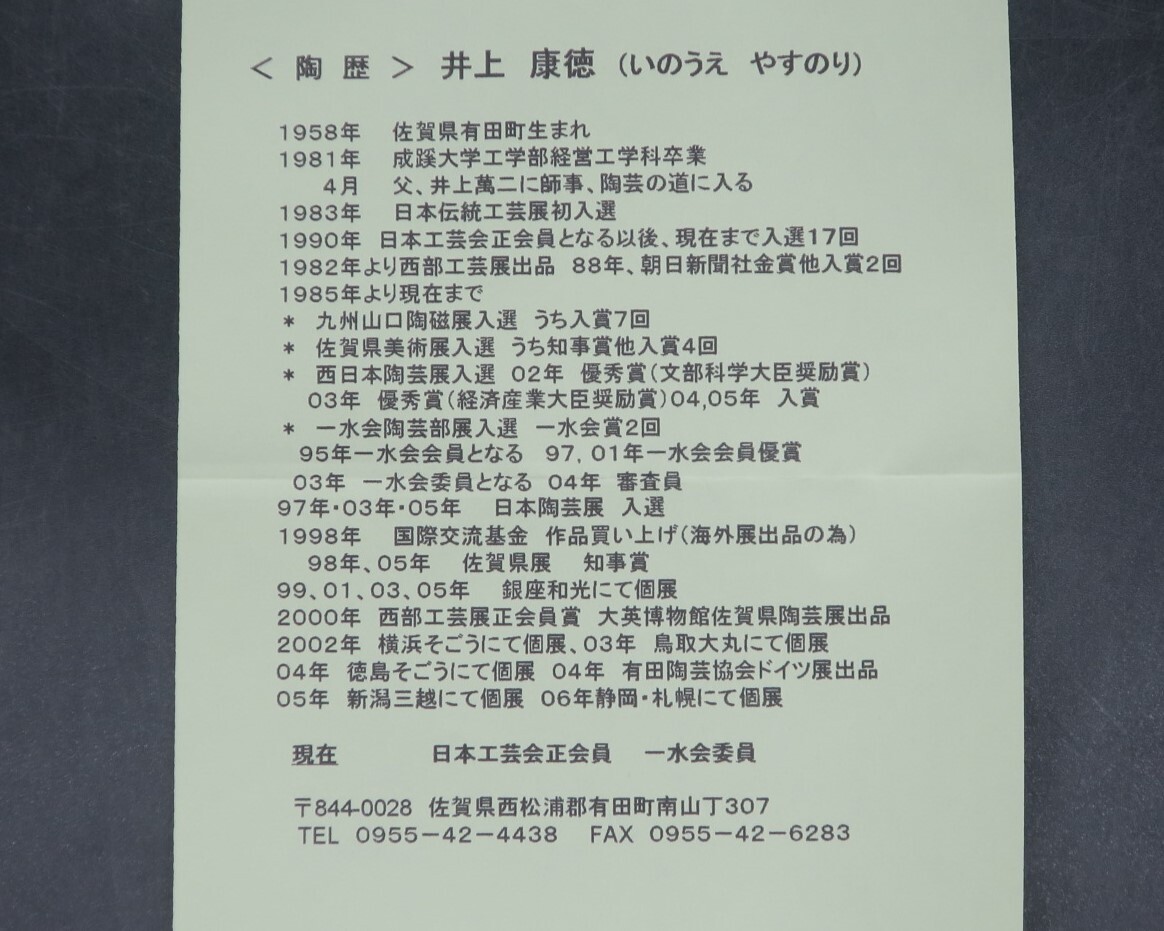 ＜ 陶 歴 ＞ 井上 康徳 （いのうえ やすのり）
1958年 佐賀県有田町生まれ
1981年 成蹊大学工学部経営工学科卒業
4月 父、井上萬二に師事、陶芸の道に入る
1983年 日本伝統工芸展初入選
1990年 日本工芸会正会員となる以後、現在まで入選17回
1982年より西部工芸展出品 88年、朝日新聞社金賞他入賞2回
1985年より現在まで
＊ 九州山口陶磁展入選 うち入賞7回
＊ 佐賀県美術展入選 うち知事賞他入賞4回
＊ 西日本陶芸展入選 02年 優秀賞（文部科学大臣奨励賞）
03年 優秀賞（経済産業大臣奨励賞）04,05年 入賞
＊ 一水会陶芸部展入選 一水会賞2回
95年一水会会員となる 97，01年一水会会員優賞
03年 一水会委員となる 04年 審査員
97年・03年・05年 日本陶芸展 入選
1998年 国際交流基金 作品買い上げ（海外展出品の為）
98年、05年 佐賀県展 知事賞
99、01、03、05年 銀座和光にて個展
2000年 西部工芸展正会員賞 大英博物館佐賀県陶芸展出品
2002年 横浜そごうにて個展、03年 鳥取大丸にて個展
04年 徳島そごうにて個展 04年 有田陶芸協会ドイツ展出品
05年 新潟三越にて個展 06年静岡・札幌にて個展
現在 日本工芸会正会員 一水会委員
〒844-0028 佐賀県西松浦郡有田町南山丁307
TEL 0955－42－4438 FAX 0955－42－6283